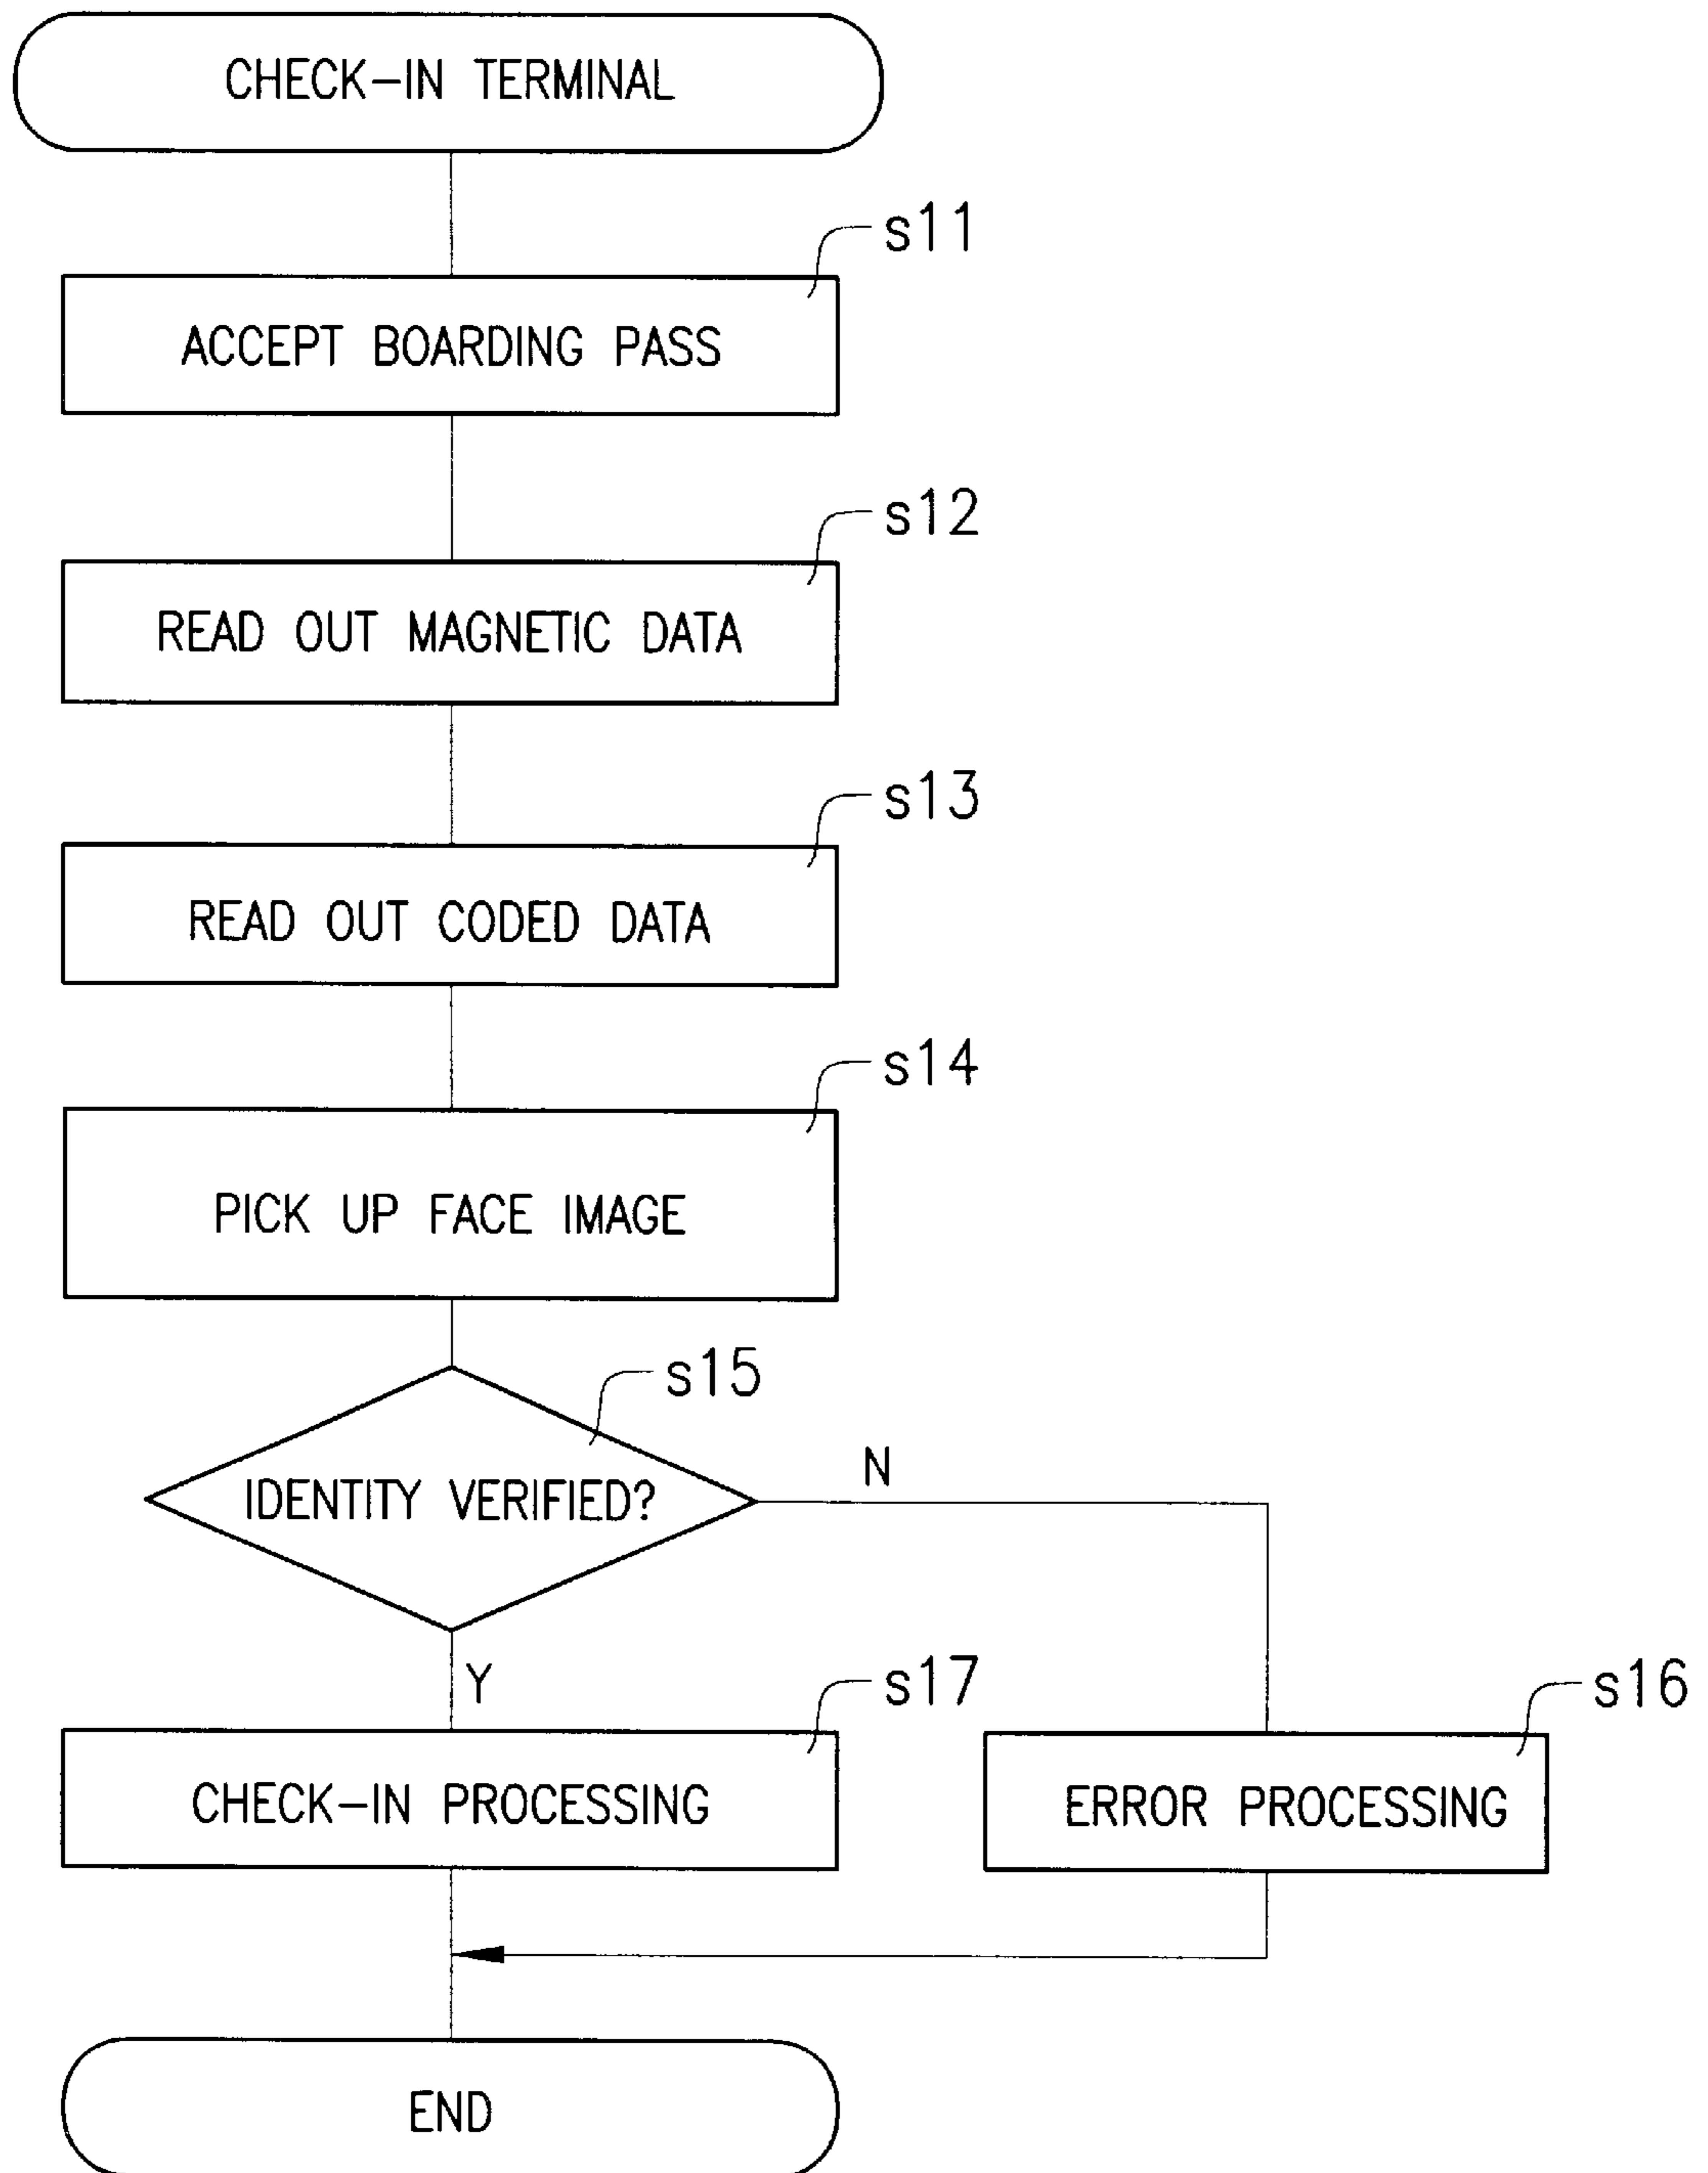 CHECK-IN TERMINAL
s11
ACCEPT BOARDING PASS
s12
READ OUT MAGNETIC DATA
s13
READ OUT CODED DATA
s14
PICK UP FACE IMAGE
s15
IDENTITY VERIFIED?
N
Y
s17
CHECK-IN PROCESSING
s16
ERROR PROCESSING
END